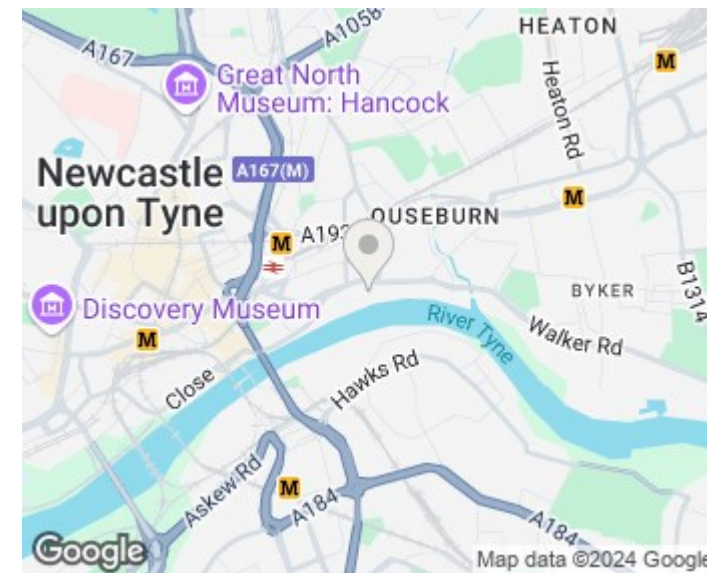 HEATON
A1058
A167
M
Great North
Museum: Hancock
Heaton Rd
Newcastle
upon Tyne
A167(M)
M
OUSEBURN
M
A193
BYKER
B1314
Discovery Museum
M
River Tyne
Walker Rd
Close
Hawks Rd
Askew Rd
M
A184
A184
Google
Map data ©2024 Google